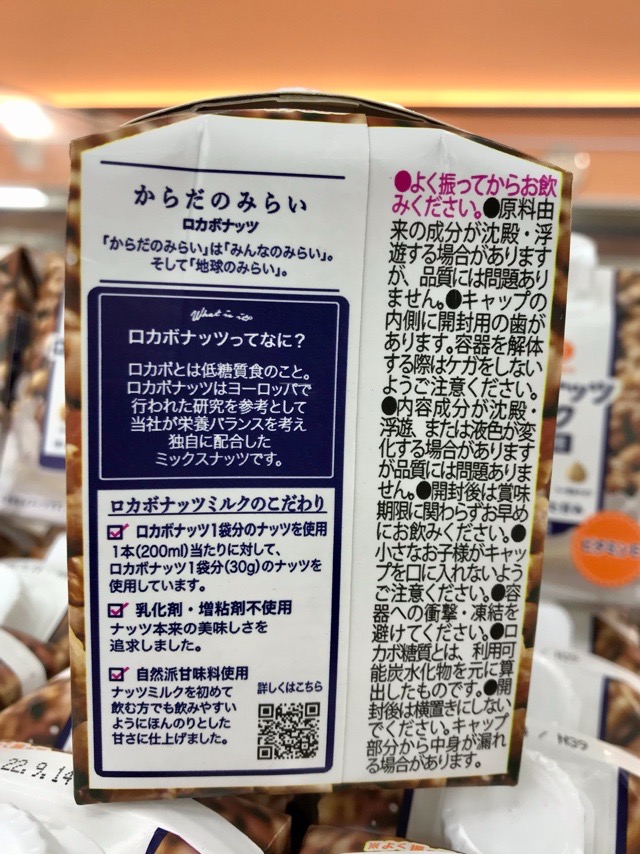 からだのみらい
ロカボナッツ
「からだのみらい」は「みんなのみらい」。
そして「地球のみらい」。
What is it?
ロカボナッツってなに？
ロカボとは低糖質食のこと。
ロカボナッツはヨーロッパで
行われた研究を参考として
当社が栄養バランスを考え
独自に配合した
ミックスナッツです。
ロカボナッツミルクのこだわり
ロカボナッツ1袋分のナッツを使用
1本(200ml)当たりに対して、
ロカボナッツ1袋分(30g)のナッツを
使用しています。
乳化剤・増粘剤不使用
ナッツ本来の美味しさを
追求しました。
自然派甘味料使用
ナッツミルクを初めて
飲む方でも飲みやすい
ようにほんのりとした
甘さに仕上げました。
詳しくはこちら
●よく振ってからお飲
みください。●原料由
来の成分が沈殿・浮
遊する場合があります
が、品質には問題あり
ません。●キャップの
内側に開封用の歯が
あります。容器を解体
する際はケガをしない
ようご注意ください。
●内容成分が沈殿・
浮遊、または液色が変
化する場合があります
が品質には問題ありま
せん。●開封後は賞味
期限に関わらずお早め
にお飲みください。●
小さなお子様がキャッ
プを口に入れないよう
ご注意ください。●容
器への衝撃・凍結を
避けてください。●ロ
カボ糖質とは、利用可
能炭水化物を元に算
出したものです。●開
封後は横置きにしない
でください。キャップ
部分から中身が漏れ
る場合があります。
22.9.14